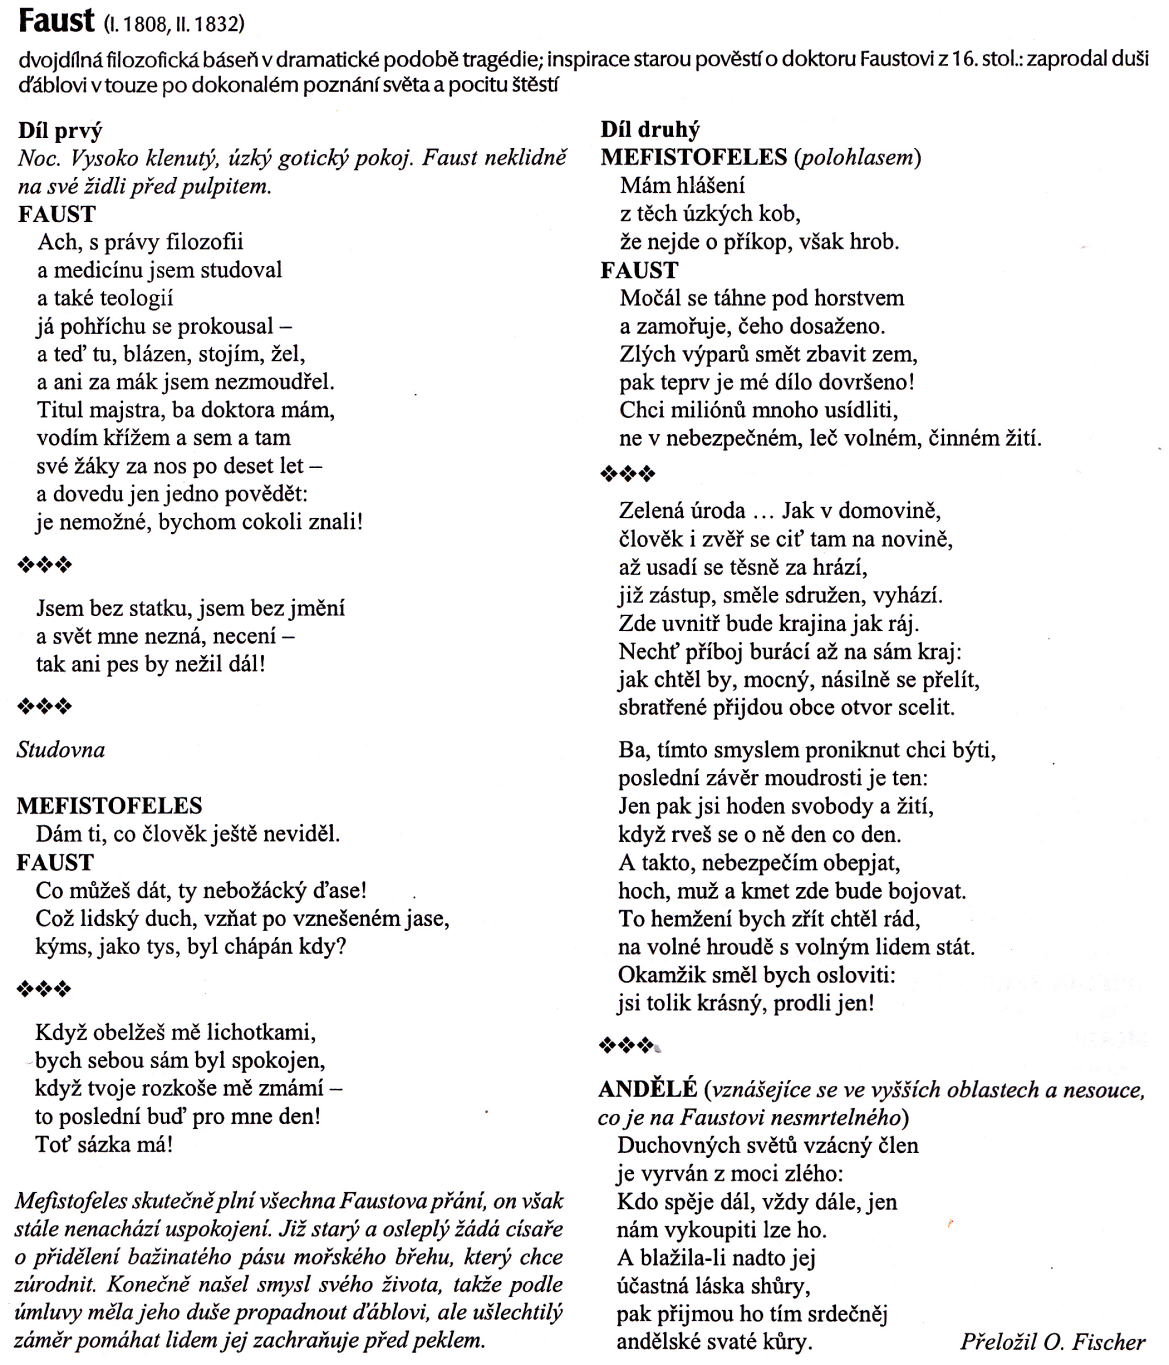 Faust (I. 1808, II. 1832)
dvojdílná filozofická báseň v dramatické podobě tragédie; inspirace starou pověstí o doktoru Faustovi z 16. stol.: zaprodal duši
ďáblovi v touze po dokonalém poznání světa a pocitu štěstí
Díl prvý
Noc. Vysoko klenutý, úzký gotický pokoj. Faust neklidně
na své židli před pulpitem.
FAUST
Ach, s právy filozofii
a medicínu jsem studoval
a také teologií
já pohříchu se prokousal –
a teď tu, blázen, stojím, žel,
a ani za mák jsem nezmoudřel.
Titul majstra, ba doktora mám,
vodím křížem a sem a tam
své žáky za nos po deset let –
a dovedu jen jedno povědět:
je nemožné, bychom cokoli znali!
❖❖❖
Jsem bez statku, jsem bez jmění
a svět mne nezná, necení –
tak ani pes by nežil dál!
❖❖❖
Studovna
MEFISTOFELES
Dám ti, co člověk ještě neviděl.
FAUST
Co můžeš dát, ty nebožácký ďase!
Což lidský duch, vzňat po vznešeném jase,
kýms, jako tys, byl chápán kdy?
❖❖❖
Když obelžeš mě lichotkami,
bych sebou sám byl spokojen,
když tvoje rozkoše mě zmámí –
to poslední buď pro mne den!
Toť sázka má!
Mefistofeles skutečně plní všechna Faustova přání, on však
stále nenachází uspokojení. Již starý a osleplý žádá císaře
o přidělení bažinatého pásu mořského břehu, který chce
zúrodnit. Konečně našel smysl svého života, takže podle
úmluvy měla jeho duše propadnout ďáblovi, ale ušlechtilý
záměr pomáhat lidem jej zachraňuje před peklem.
Díl druhý
MEFISTOFELES (polohlasem)
Mám hlášení
z těch úzkých kob,
že nejde o příkop, však hrob.
FAUST
Močál se táhne pod horstvem
a zamořuje, čeho dosaženo.
Zlých výparů smět zbavit zem,
pak teprv je mé dílo dovršeno!
Chci miliónů mnoho usídliti,
ne v nebezpečném, leč volném, činném žití.
❖❖❖
Zelená úroda ... Jak v domovině,
člověk i zvěř se ciť tam na novině,
až usadí se těsně za hrází,
již zástup, směle sdružen, vyhází.
Zde uvnitř bude krajina jak ráj.
Nechť příboj burácí až na sám kraj:
jak chtěl by, mocný, násilně se přelít,
sbratřené přijdou obce otvor scelit.
Ba, tímto smyslem proniknut chci býti,
poslední závěr moudrosti je ten:
Jen pak jsi hoden svobody a žití,
když rveš se o ně den co den.
A takto, nebezpečím obepjat,
hoch, muž a kmet zde bude bojovat.
To hemžení bych zřít chtěl rád,
na volné hroudě s volným lidem stát.
Okamžik směl bych osloviti:
jsi tolik krásný, prodli jen!
❖❖❖
ANDĚLÉ (vznášejíce se ve vyšších oblastech a nesouce,
co je na Faustovi nesmrtelného)
Duchovných světů vzácný člen
je vyrván z moci zlého:
Kdo spěje dál, vždy dále, jen
nám vykoupiti lze ho.
A blažila-li nadto jej
účastná láska shůry,
pak přijmou ho tím srdečněj
andělské svaté kůry. Přeložil O. Fischer